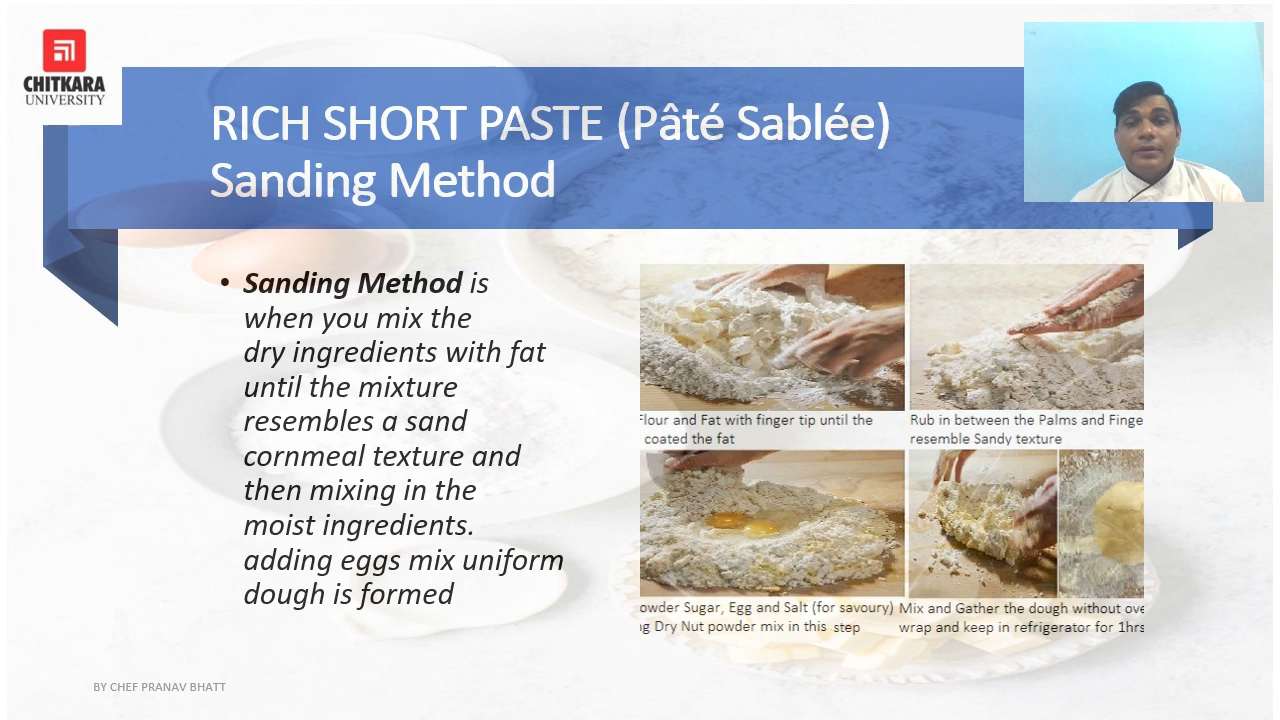 CHITKARA
UNIVERSITY
RICH SHORT PASTE (Pâté Sablée)
Sanding Method
• Sanding Method is
when you mix the
dry ingredients with fat
until the mixture
resembles a sand
cornmeal texture and
then mixing in the
moist ingredients.
adding eggs mix uniform
dough is formed
Flour and Fat with finger tip until the
coated the fat
Rub in between the Palms and Finge
resemble Sandy texture
owder Sugar, Egg and Salt (for savoury)
g Dry Nut powder mix in this step
Mix and Gather the dough without ove
wrap and keep in refrigerator for 1hrs
BY CHEF PRANAV BHATT